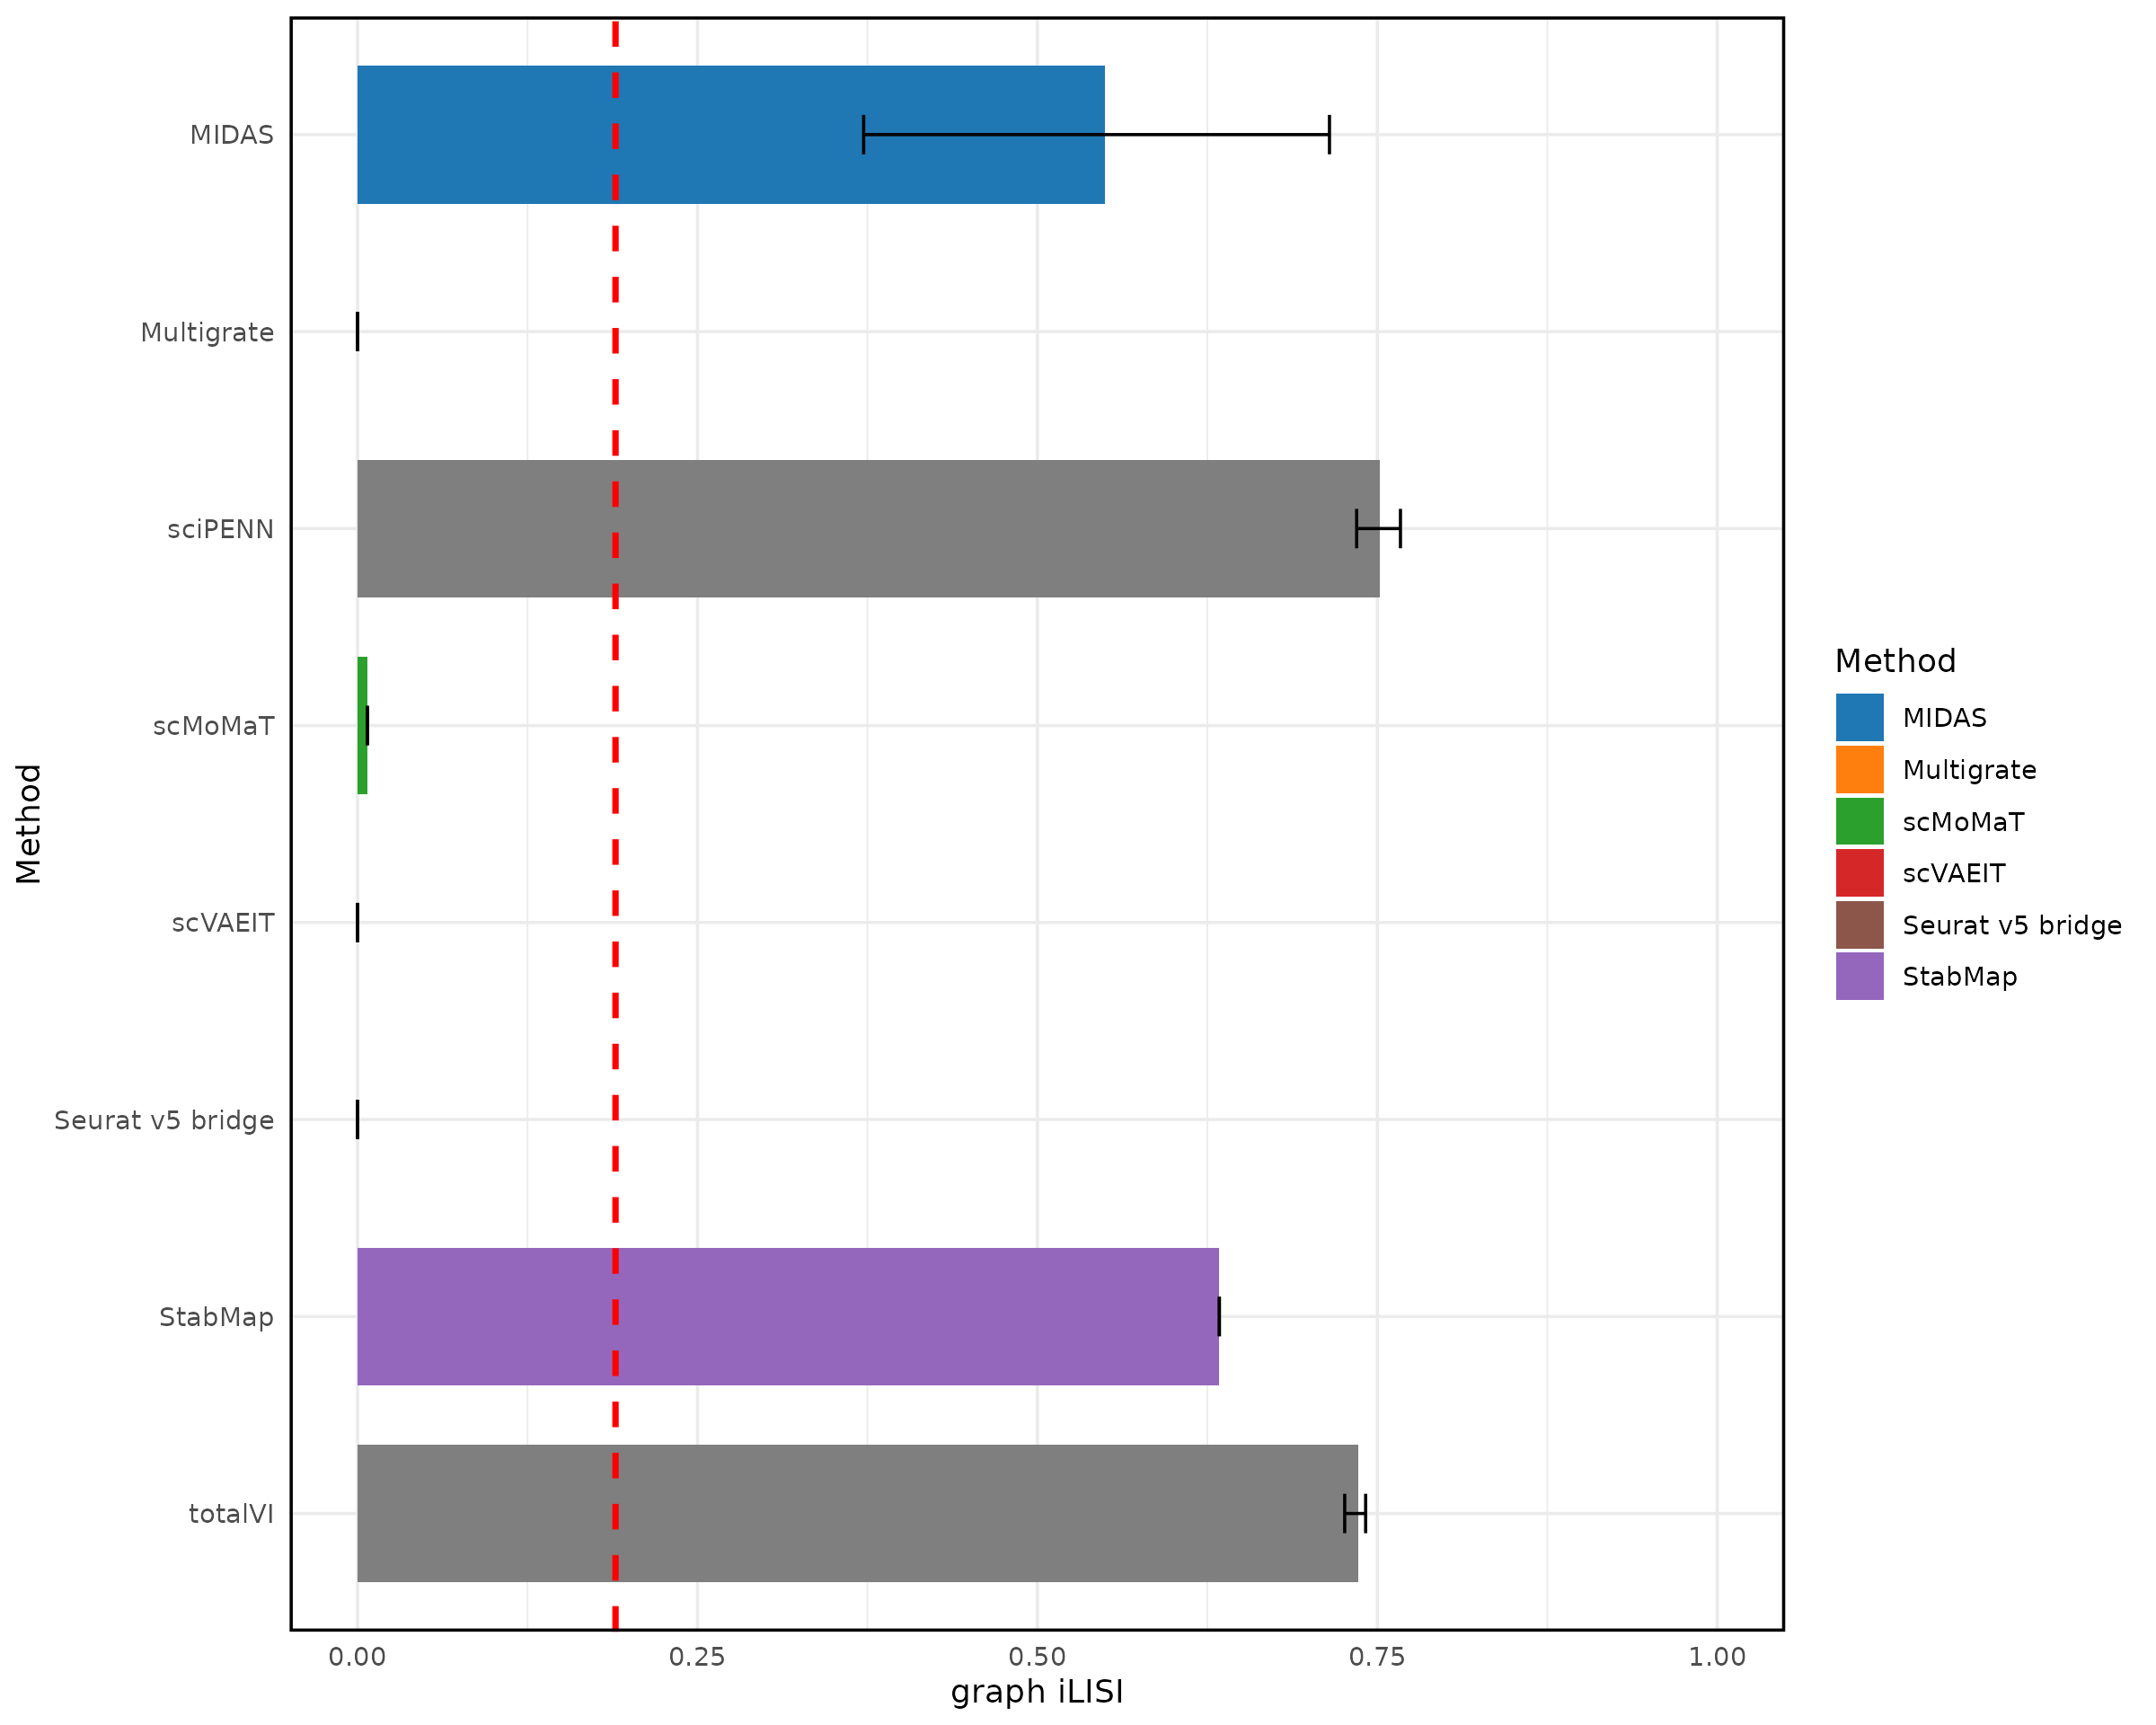 MIDAS
Multigrate
sciPENN
scMoMaT
scVAEIT
Seurat v5 bridge
StabMap
totalVI
Method
0.00
0.25
0.50
0.75
1.00
graph iLISI
Method
MIDAS
Multigrate
scMoMaT
scVAEIT
Seurat v5 bridge
StabMap